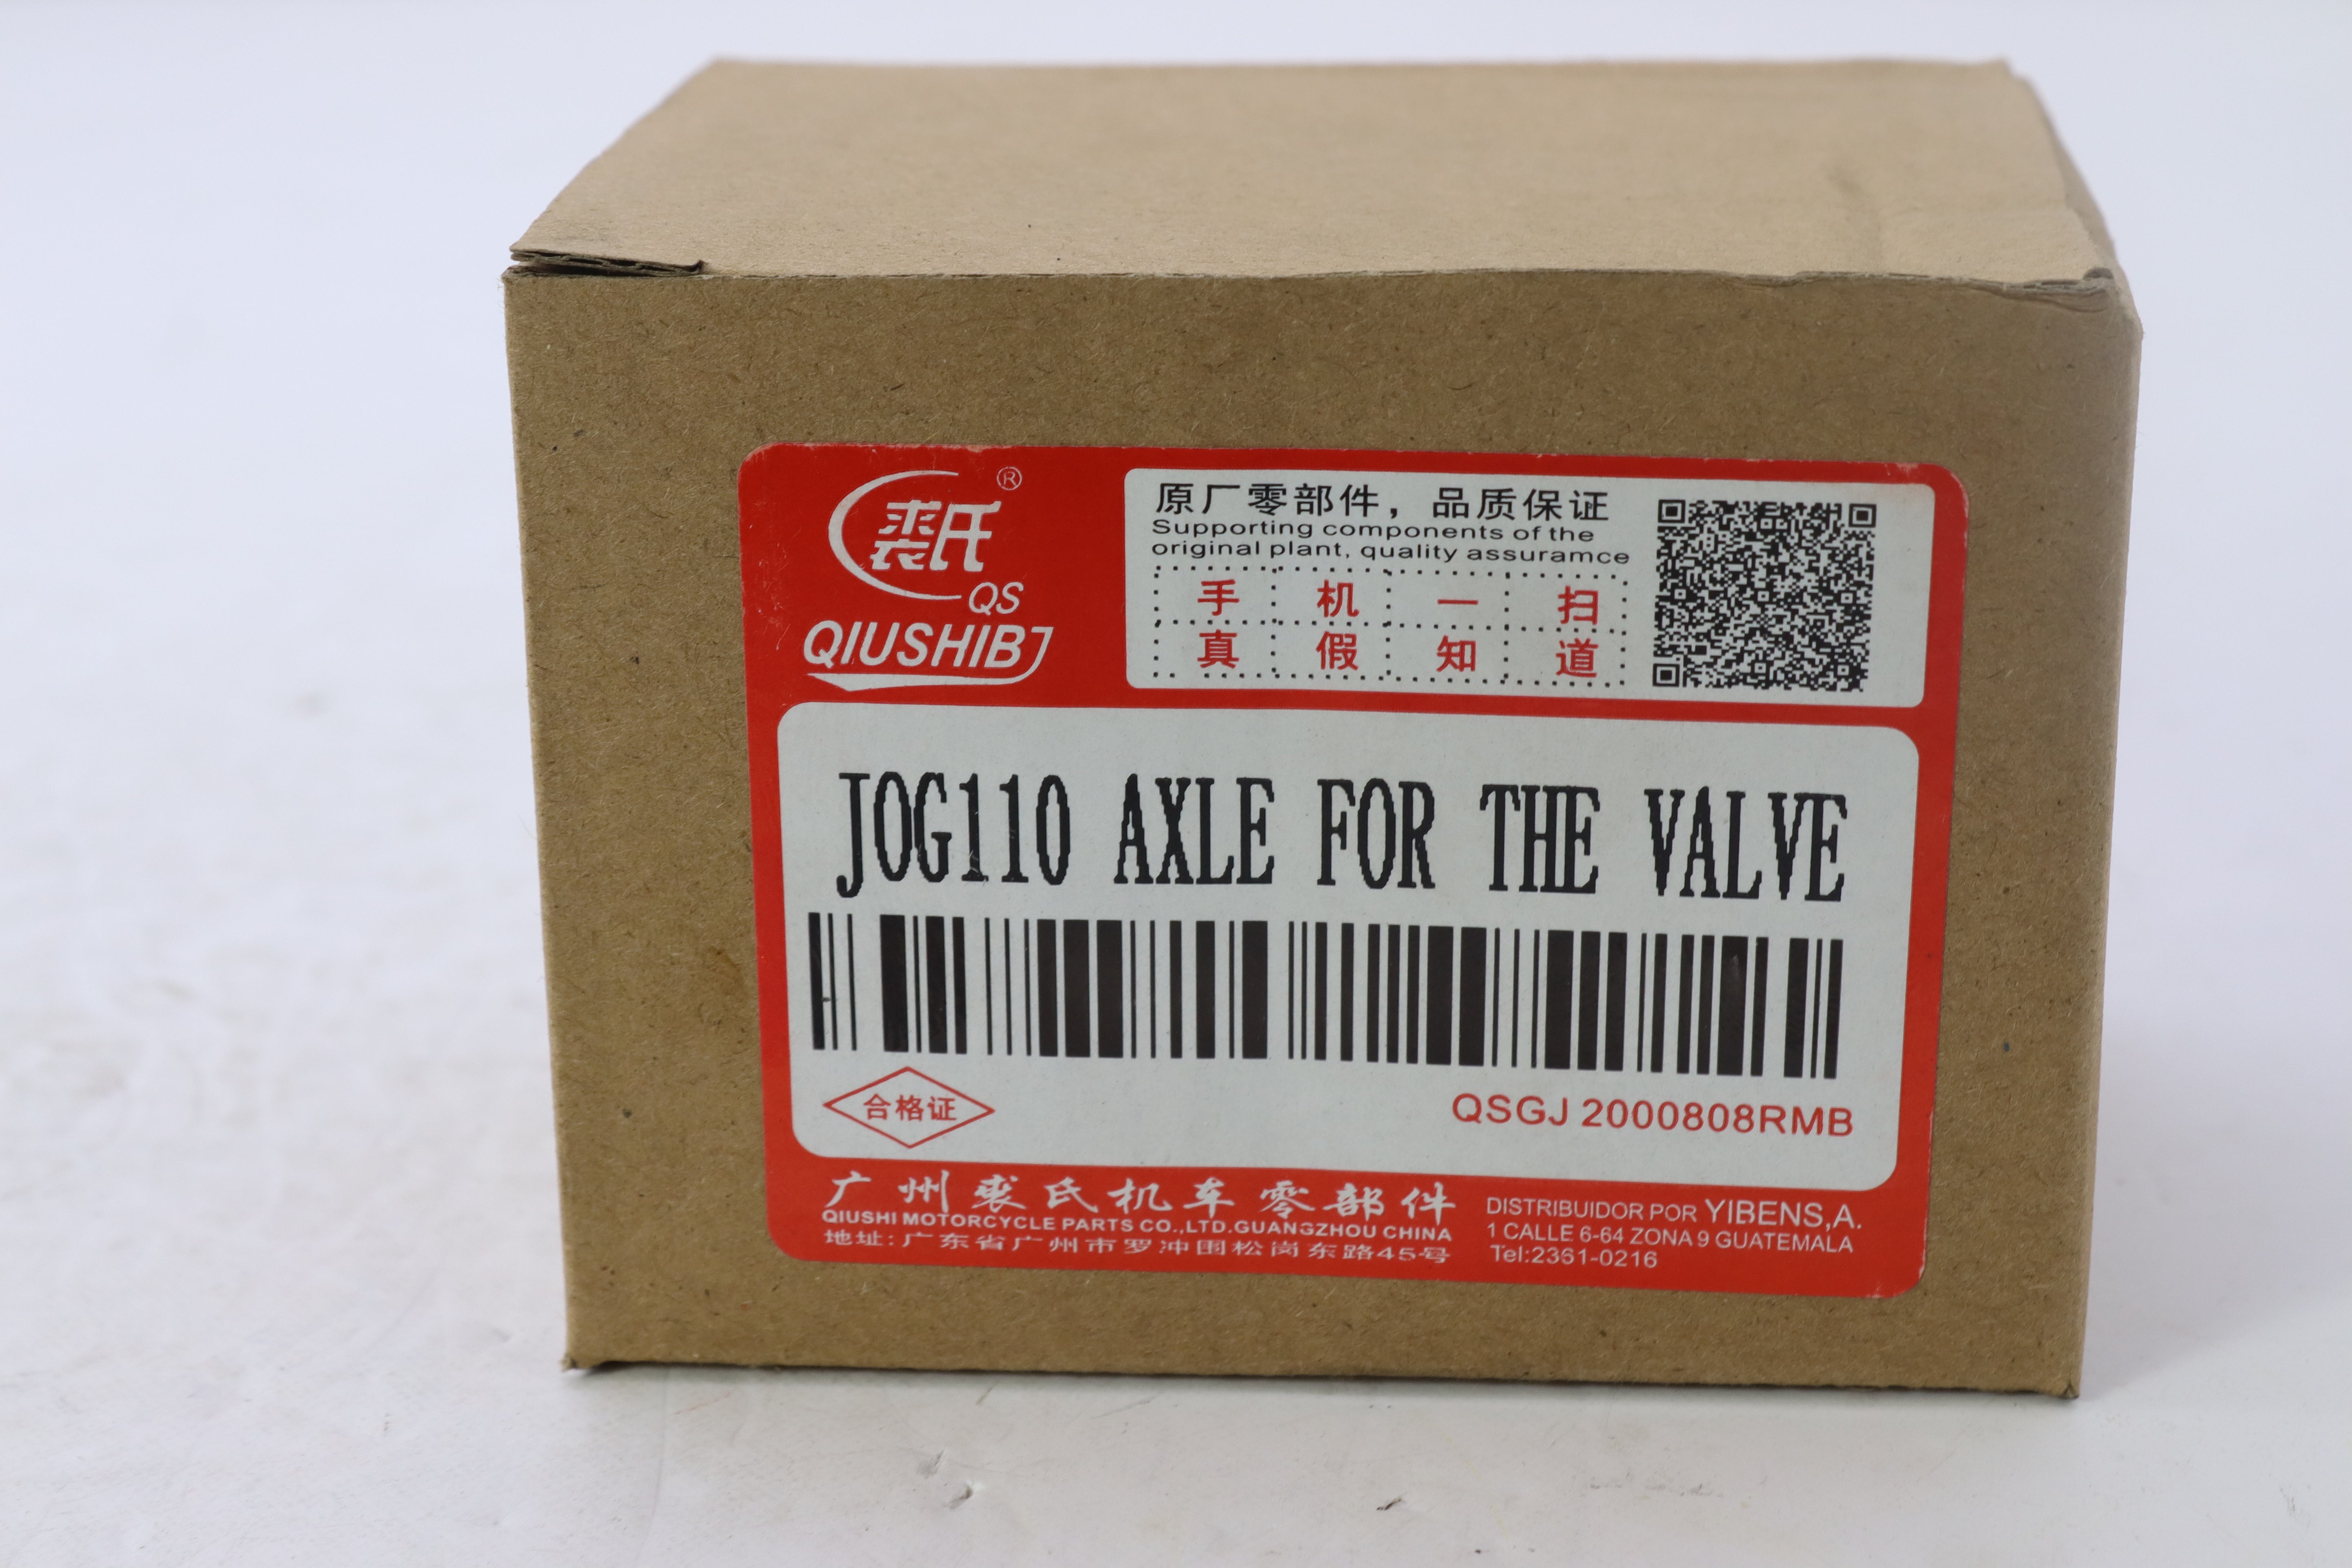 裘氏®
QS
QIUSHIBJ
原厂零部件，品质保证
Supporting components of the
original plant, quality assuramce
手机一扫
真假知道
JOG110 AXLE FOR THE VALVE
合格证
QSGJ 2000808RMB
广州裘氏机车零部件
QIUSHI MOTORCYCLE PARTS CO.,LTD.GUANGZHOU CHINA
地址:广东省广州市罗冲围松岗东路45号
DISTRIBUIDOR POR YIBENS,A.
1 CALLE 6-64 ZONA 9 GUATEMALA
Tel:2361-0216